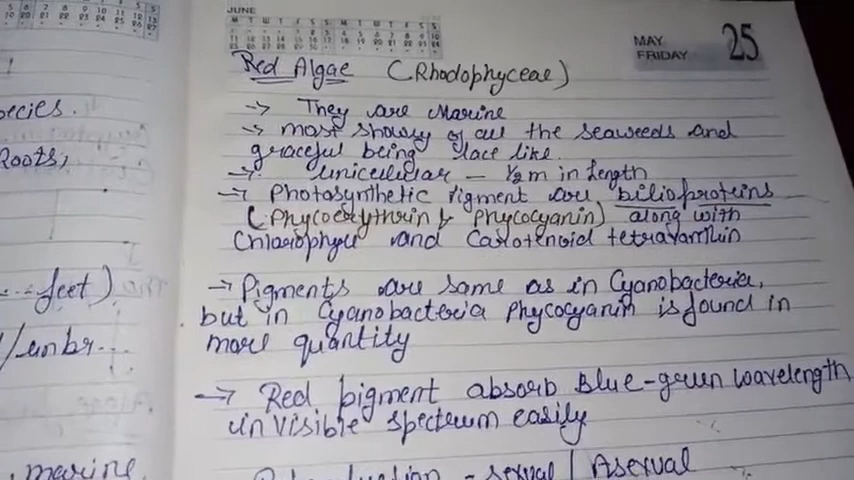 JUNE
MAY
FRIDAY
25
Red Algae (Rhodophyceae)
-> They are Marine
-> most showy of all the seaweeds and
graceful being lace like.
-> Unicellular - 1/2 m in Length
-> Photosynthetic Pigment are bilioproteins
(Phycoerythrin & Phycocyanin) along with
Chlorophyll and Carotenoid tetraxanthin
-> Pigments are same as in Cyanobacteria,
but in Cyanobacteria Phycocyanin is found in
more quantity
-> Red pigment absorb Blue-green wavelength
in visible spectrum easily
- sexual / Asexual
ecies.
Roots,
feet)
marine